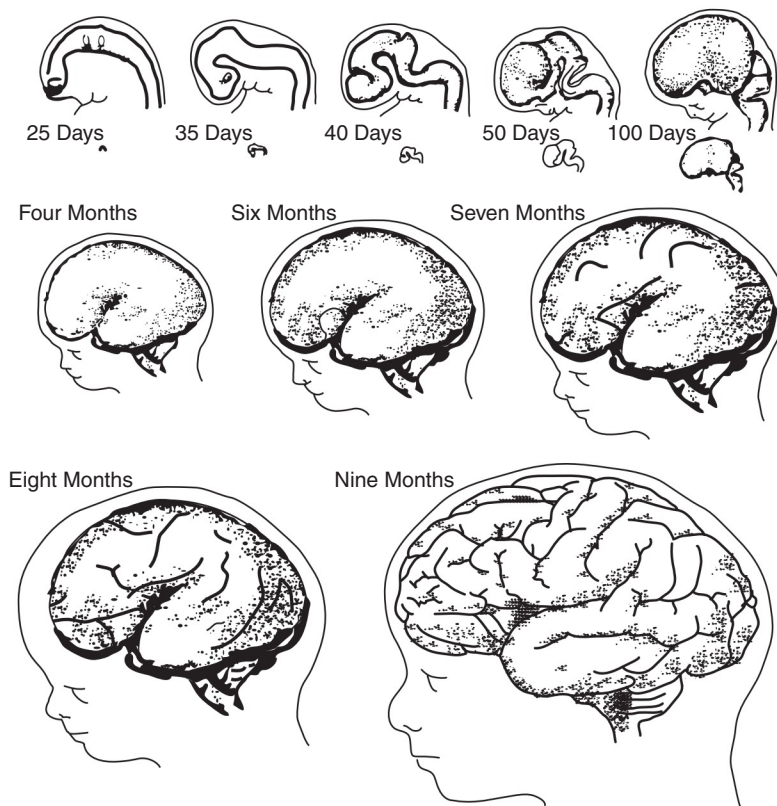 25 Days
35 Days
40 Days
50 Days
100 Days
Four Months
Six Months
Seven Months
Eight Months
Nine Months